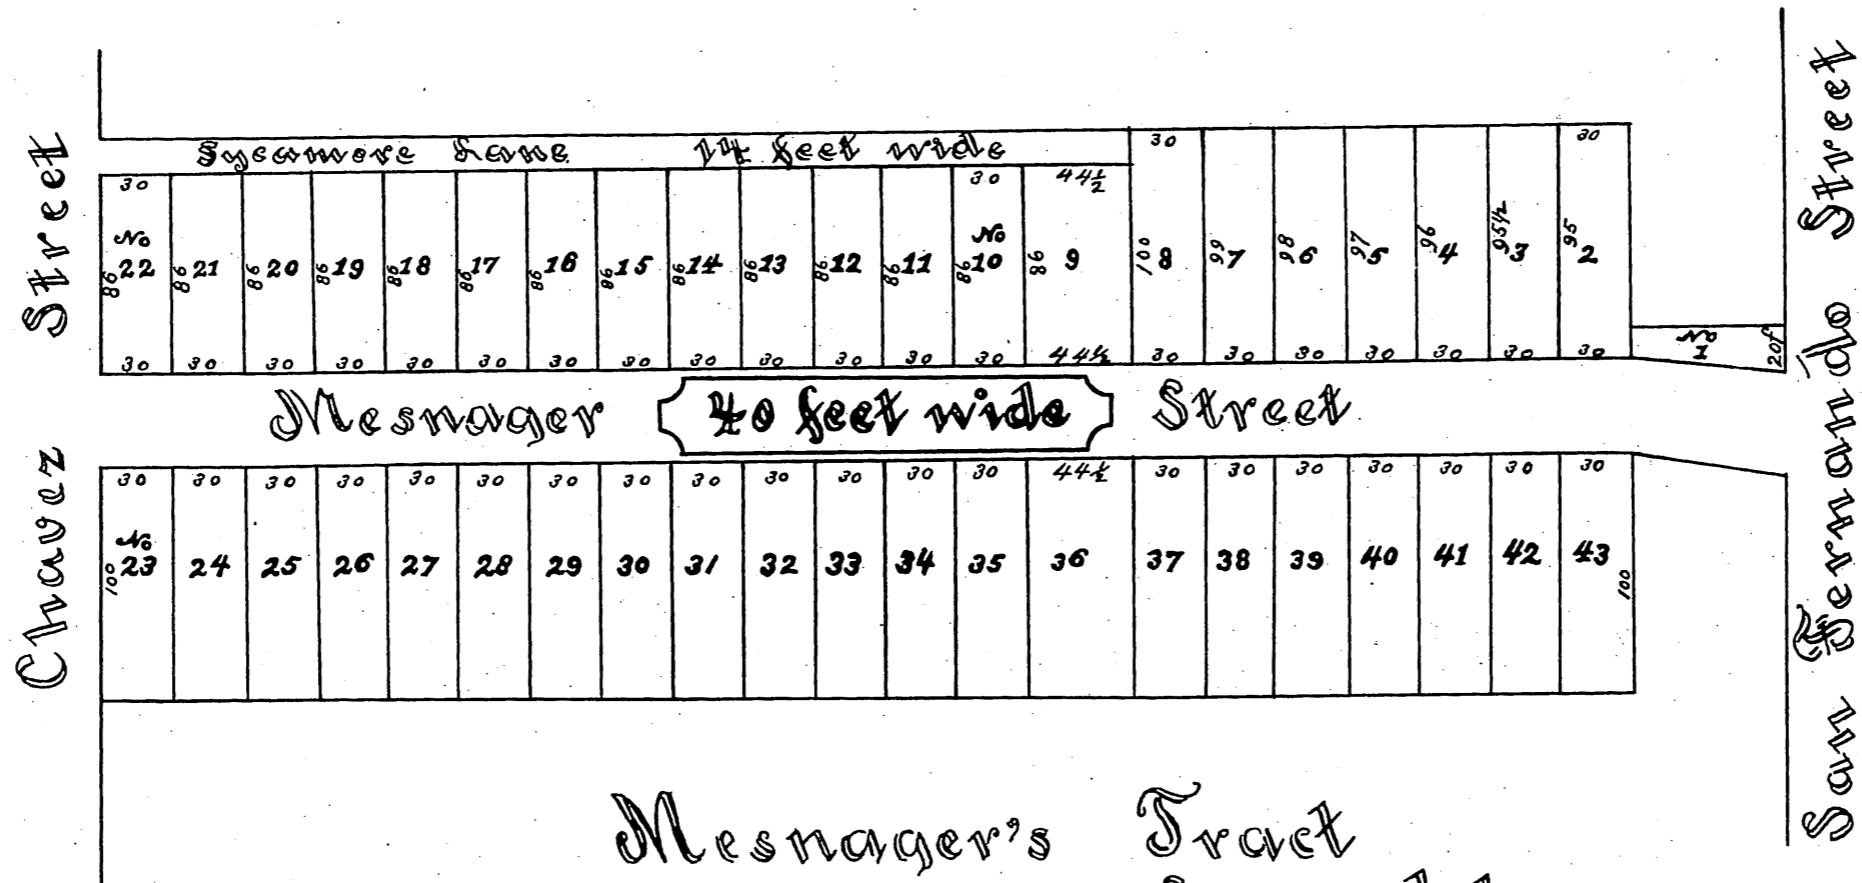 Sycamore Lane 14 feet wide
30 30 44½ 30 30
No No
22 21 20 19 18 17 16 15 14 13 12 11 10 9 8 7 6 5 4 3 2
86 86 86 86 86 86 86 86 86 86 86 86 86 86 100 99 98 97 96 95½ 95
30 30 30 30 30 30 30 30 30 30 30 30 30 44½ 30 30 30 30 30 30 30
No
1
20f
Mesnager 40 feet wide Street
30 30 30 30 30 30 30 30 30 30 30 30 30 44½ 30 30 30 30 30 30 30
No
23 24 25 26 27 28 29 30 31 32 33 34 35 36 37 38 39 40 41 42 43
100 100
Chavez Street
San Fernando Street
Mesnager's Tract